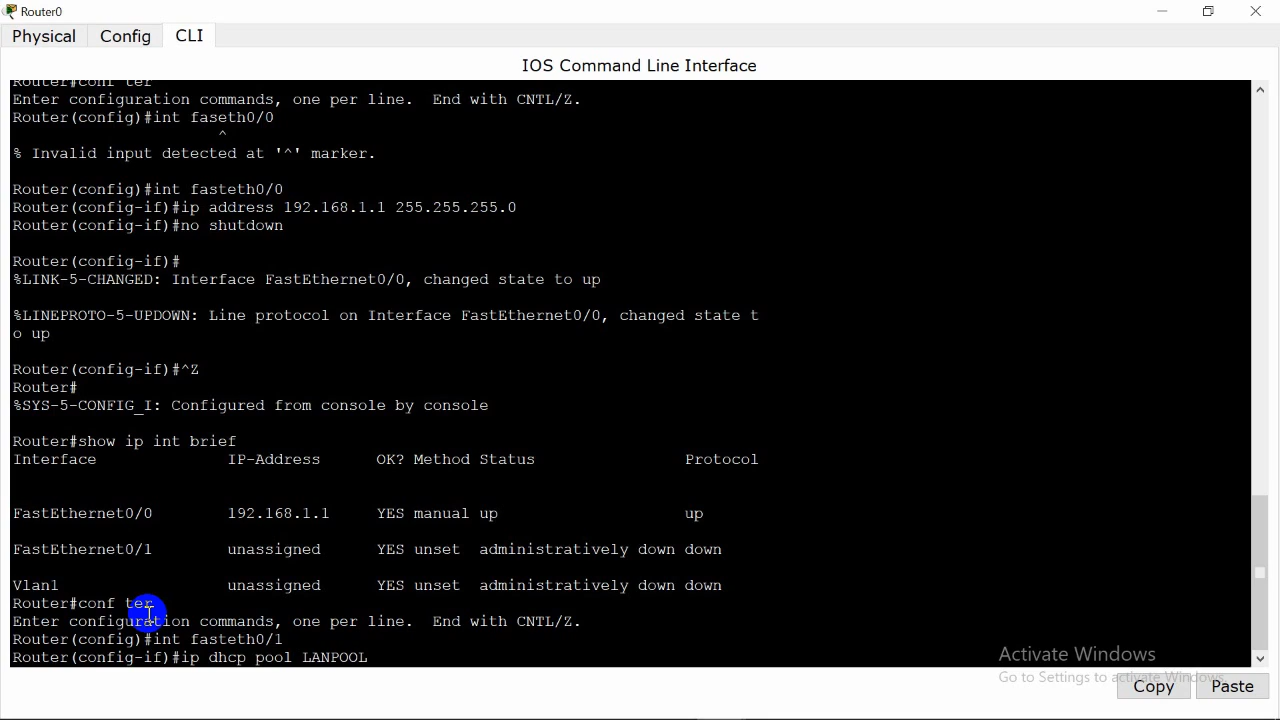 Router0
Physical Config CLI
IOS Command Line Interface
Router#conf ter
Enter configuration commands, one per line.  End with CNTL/Z.
Router(config)#int faseth0/0
^
% Invalid input detected at '^' marker.
Router(config)#int fasteth0/0
Router(config-if)#ip address 192.168.1.1 255.255.255.0
Router(config-if)#no shutdown
Router(config-if)#
%LINK-5-CHANGED: Interface FastEthernet0/0, changed state to up
%LINEPROTO-5-UPDOWN: Line protocol on Interface FastEthernet0/0, changed state t
o up
Router(config-if)#^Z
Router#
%SYS-5-CONFIG_I: Configured from console by console
Router#show ip int brief
Interface IP-Address OK? Method Status Protocol
FastEthernet0/0 192.168.1.1 YES manual up up
FastEthernet0/1 unassigned YES unset administratively down down
Vlan1 unassigned YES unset administratively down down
Router#conf ter
Enter configuration commands, one per line.  End with CNTL/Z.
Router(config)#int fasteth0/1
Router(config-if)#ip dhcp pool LANPOOL
Activate Windows
Go to Settings to activate Windows.
Copy Paste